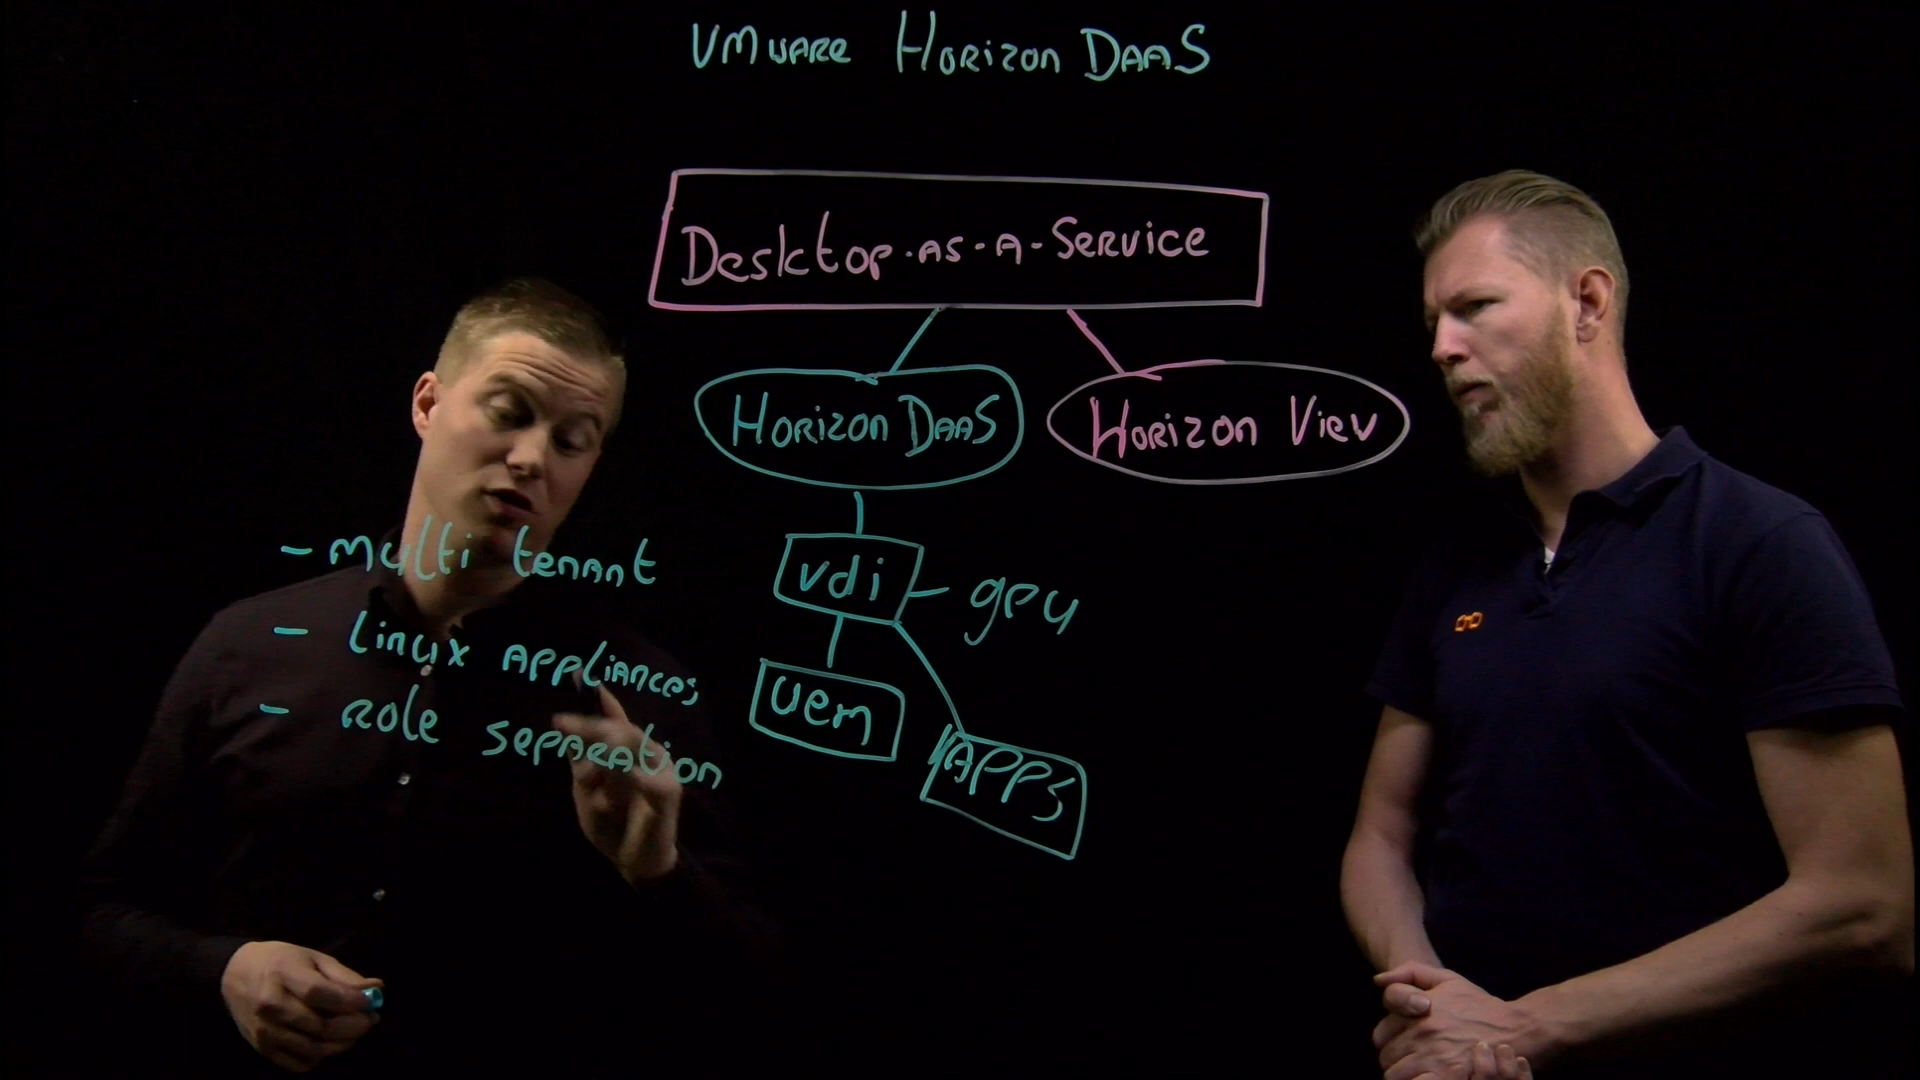 VMware Horizon DaaS
Desktop-as-a-Service
Horizon DaaS
Horizon View
- multi tenant
- linux appliances
- role separation
vdi - gpu
uem
APPS